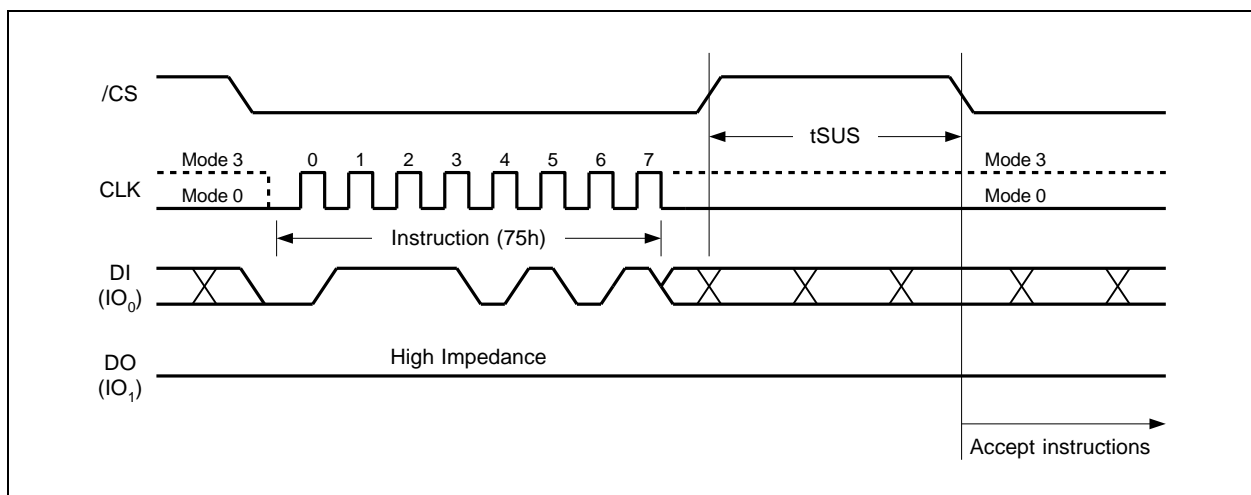 /CS
tSUS
Mode 3
0 1 2 3 4 5 6 7
Mode 3
CLK
Mode 0
Mode 0
Instruction (75h)
DI
(IO₀)
High Impedance
DO
(IO₁)
Accept instructions